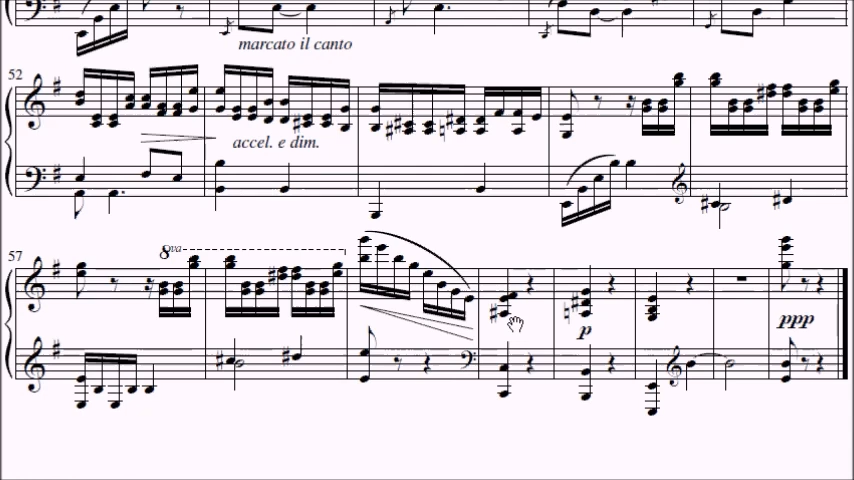 marcato il canto
52
accel. e dim.
57
8va
p
ppp